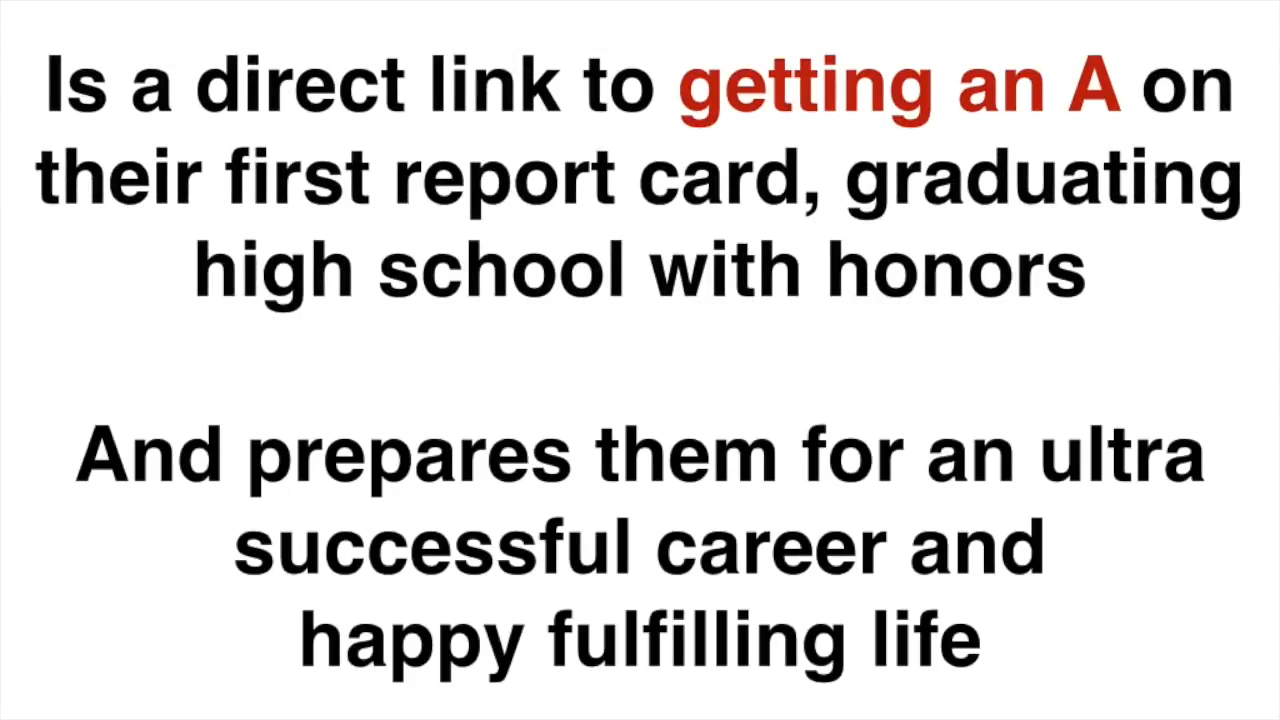 Is a direct link to getting an A on
their first report card, graduating
high school with honors
And prepares them for an ultra
successful career and
happy fulfilling life